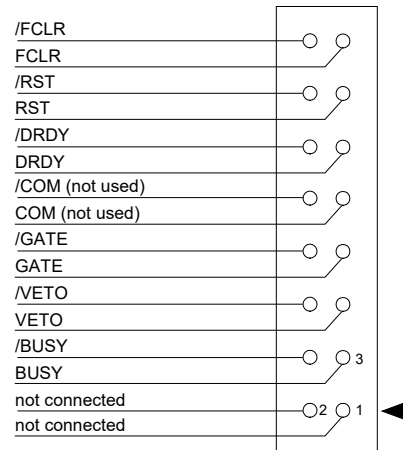 /FCLR
FCLR
/RST
RST
/DRDY
DRDY
/COM (not used)
COM (not used)
/GATE
GATE
/VETO
VETO
/BUSY
3
BUSY
not connected
2 1
not connected